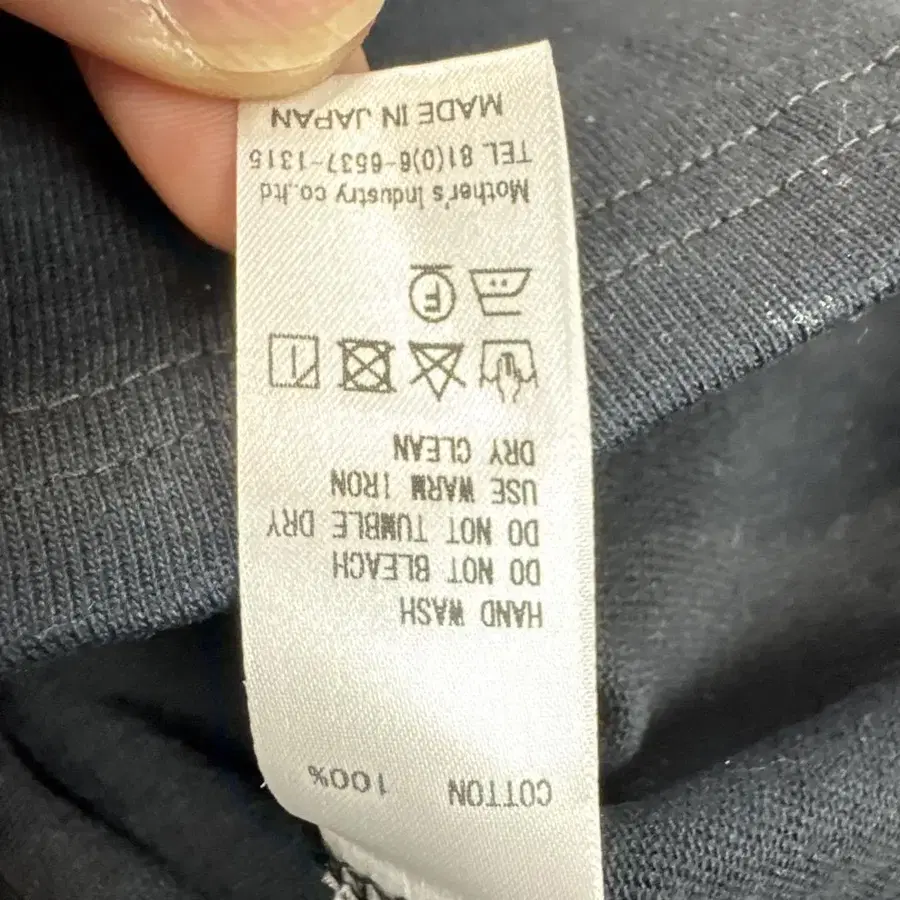 COTTON 100%
HAND WASH
DO NOT BLEACH
DO NOT TUMBLE DRY
USE WARM IRON
DRY CLEAN
F
Mother's Industry co.,ltd
TEL 81(0)6-6537-1315
MADE IN JAPAN